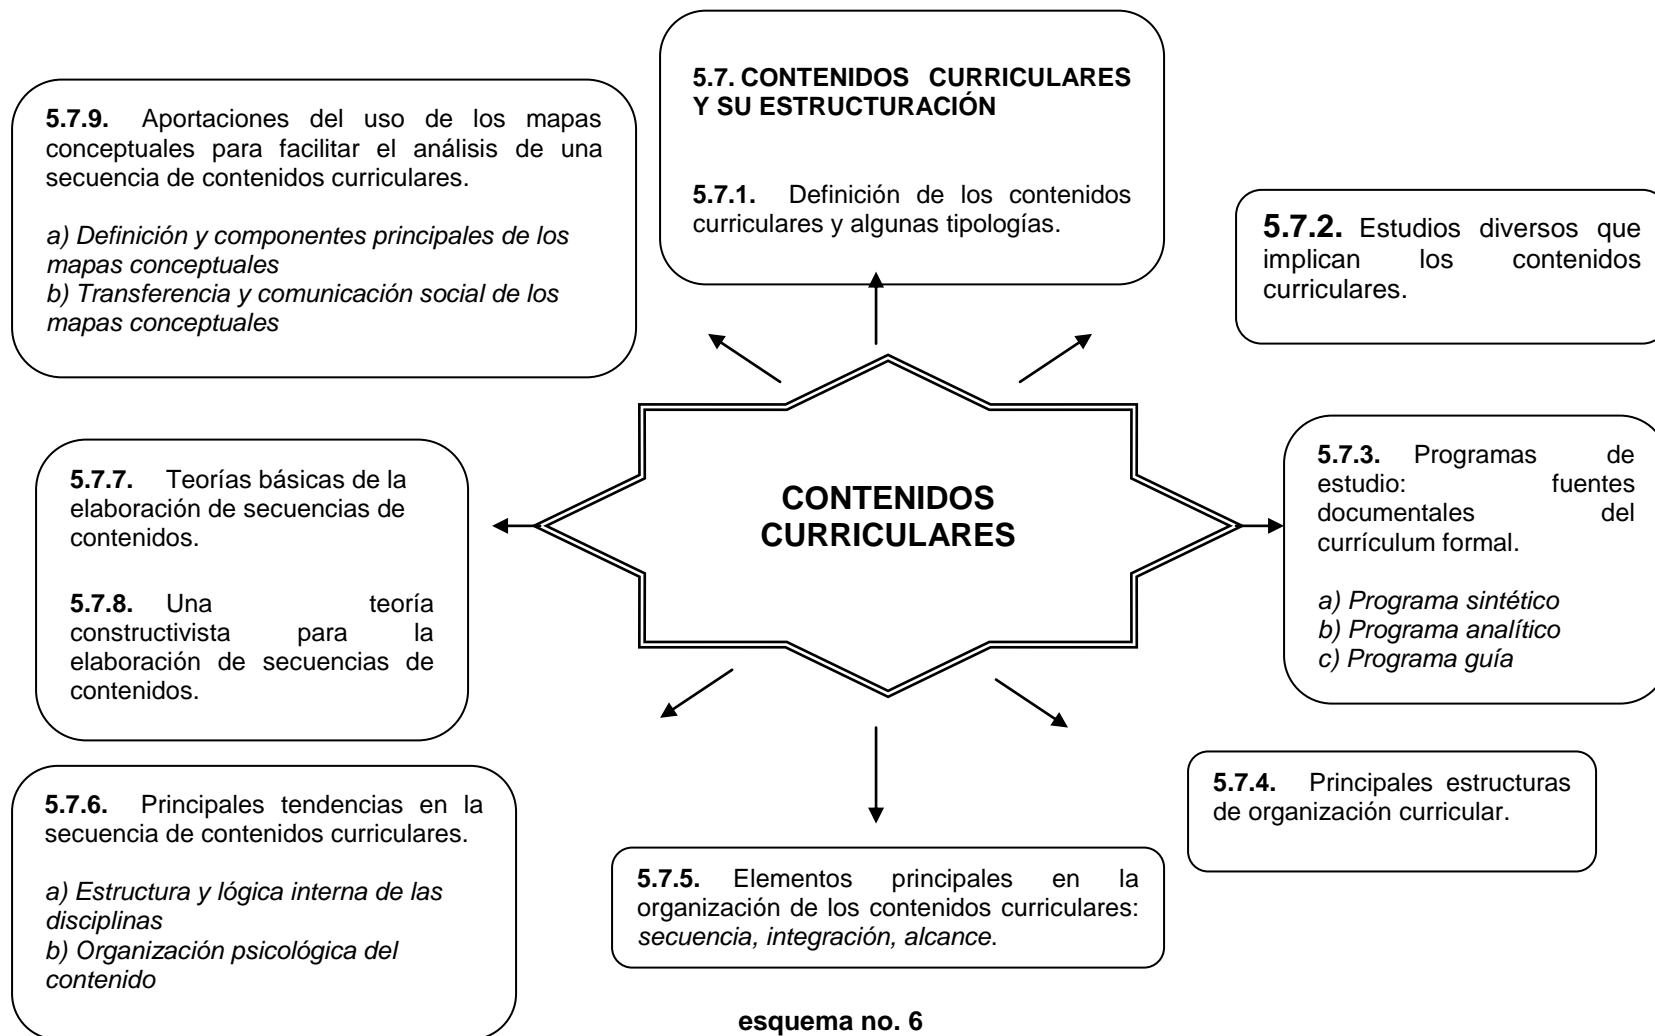 5.7. CONTENIDOS CURRICULARES
Y SU ESTRUCTURACIÓN
5.7.1. Definición de los contenidos
curriculares y algunas tipologías.
5.7.2. Estudios diversos que
implican los contenidos
curriculares.
5.7.3. Programas de
estudio: fuentes
documentales del
currículum formal.
a) Programa sintético
b) Programa analítico
c) Programa guía
5.7.4. Principales estructuras
de organización curricular.
5.7.5. Elementos principales en la
organización de los contenidos curriculares:
secuencia, integración, alcance.
5.7.6. Principales tendencias en la
secuencia de contenidos curriculares.
a) Estructura y lógica interna de las
disciplinas
b) Organización psicológica del
contenido
5.7.7. Teorías básicas de la
elaboración de secuencias de
contenidos.
5.7.8. Una teoría
constructivista para la
elaboración de secuencias de
contenidos.
5.7.9. Aportaciones del uso de los mapas
conceptuales para facilitar el análisis de una
secuencia de contenidos curriculares.
a) Definición y componentes principales de los
mapas conceptuales
b) Transferencia y comunicación social de los
mapas conceptuales
CONTENIDOS
CURRICULARES
esquema no. 6